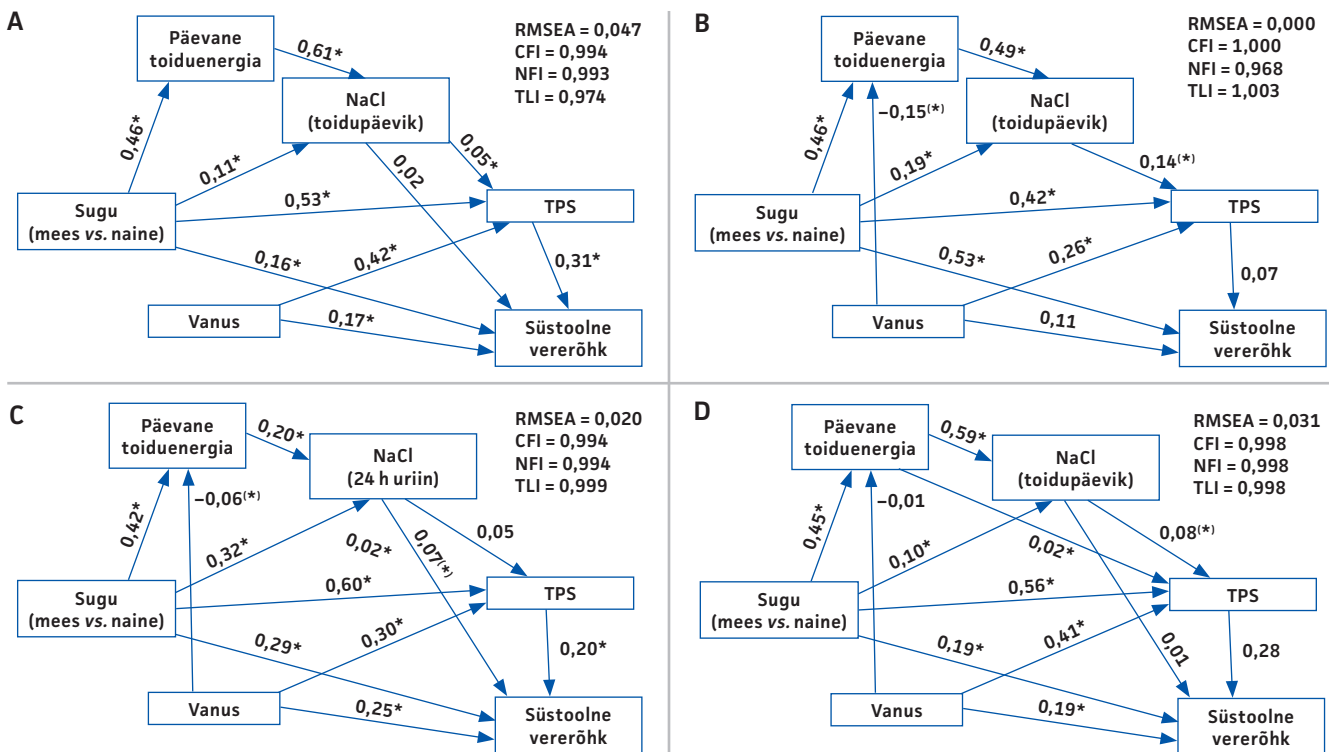 A
Päevane
toiduenergia
0,61*
RMSEA = 0,047
CFI = 0,994
NFI = 0,993
TLI = 0,974
NaCl
(toidupäevik)
0,46*
0,11*
0,02
0,05*
Sugu
(mees vs. naine)
0,53*
TPS
0,16*
0,42*
0,31*
Vanus
0,17*
Süstoolne
vererõhk
B
Päevane
toiduenergia
0,49*
RMSEA = 0,000
CFI = 1,000
NFI = 0,968
TLI = 1,003
NaCl
(toidupäevik)
0,46*
–0,15(*)
0,19*
0,14(*)
Sugu
(mees vs. naine)
0,42*
TPS
0,53*
0,26*
0,07
Vanus
0,11
Süstoolne
vererõhk
C
Päevane
toiduenergia
0,20*
RMSEA = 0,020
CFI = 0,994
NFI = 0,994
TLI = 0,999
NaCl
(24 h uriin)
0,42*
–0,06(*)
0,32*
0,02*
0,07(*)
0,05
Sugu
(mees vs. naine)
0,60*
TPS
0,29*
0,30*
0,20*
Vanus
0,25*
Süstoolne
vererõhk
D
Päevane
toiduenergia
0,59*
RMSEA = 0,031
CFI = 0,998
NFI = 0,998
TLI = 0,998
NaCl
(toidupäevik)
0,45*
–0,01
0,10*
0,02*
0,08(*)
Sugu
(mees vs. naine)
0,56*
TPS
0,19*
0,41*
0,01
0,28
Vanus
0,19*
Süstoolne
vererõhk